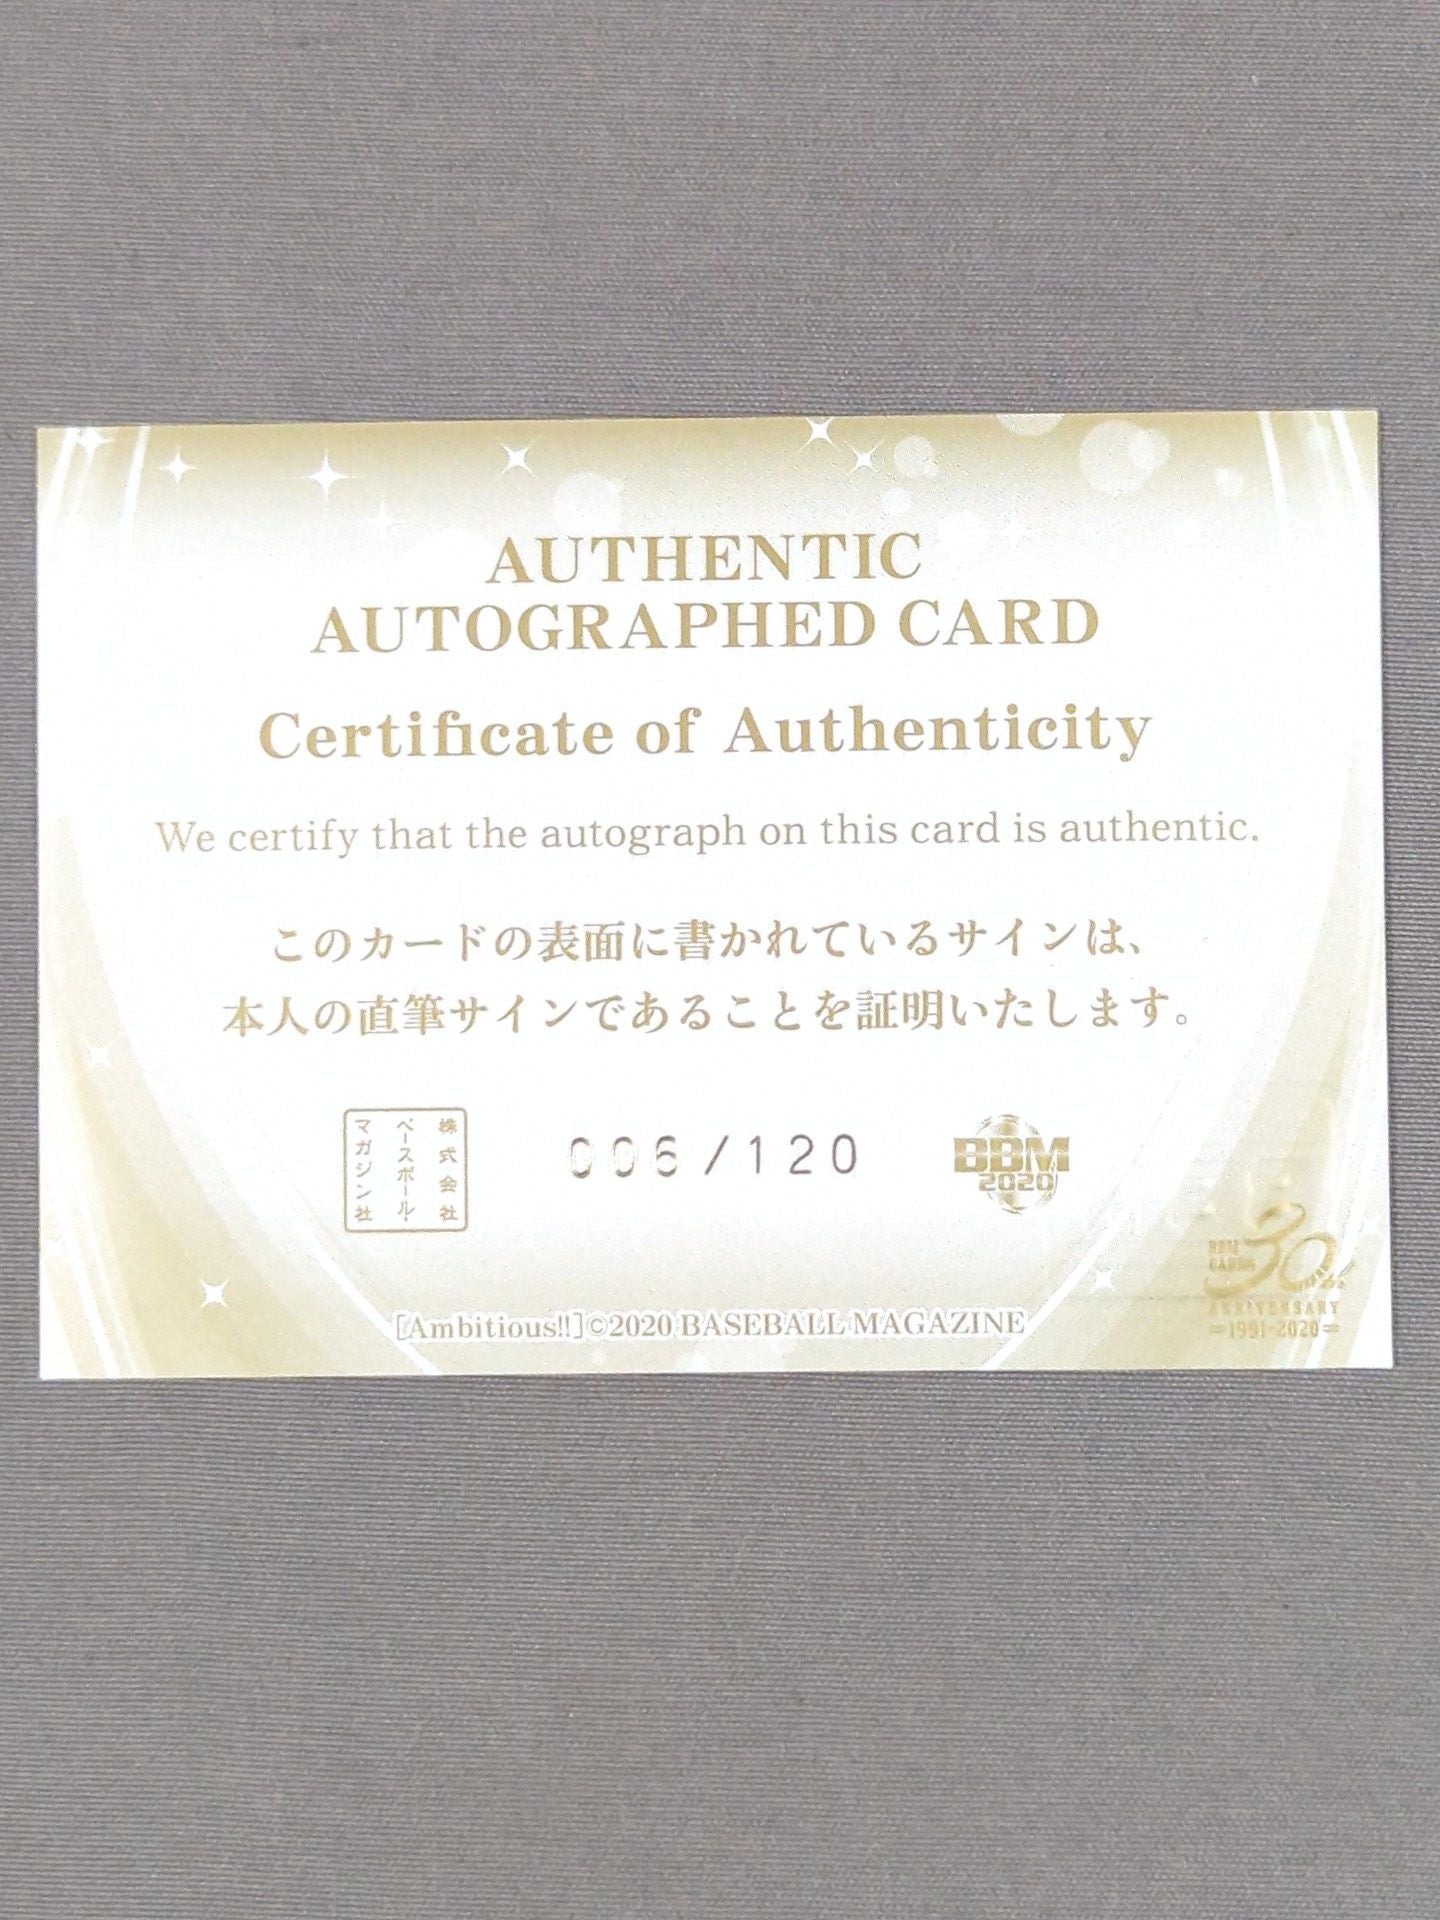 AUTHENTIC
AUTOGRAPHED CARD
Certificate of Authenticity
We certify that the autograph on this card is authentic.
このカードの表面に書かれているサインは、
本人の直筆サインであることを証明いたします。
株式会社
ベースボール・
マガジン社
006/120
BBM
2020
BBM
CARDS
30
ANNIVERSARY
1991-2020
[Ambitious!!]©2020 BASEBALL MAGAZINE